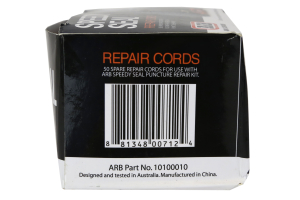 REPAIR CORDS
50 SPARE REPAIR CORDS FOR USE WITH
ARB SPEEDY SEAL PUNCTURE REPAIR KIT.
8 81348 00712 4
ARB Part No. 10100010
Designed and tested in Australia. Manufactured in China.